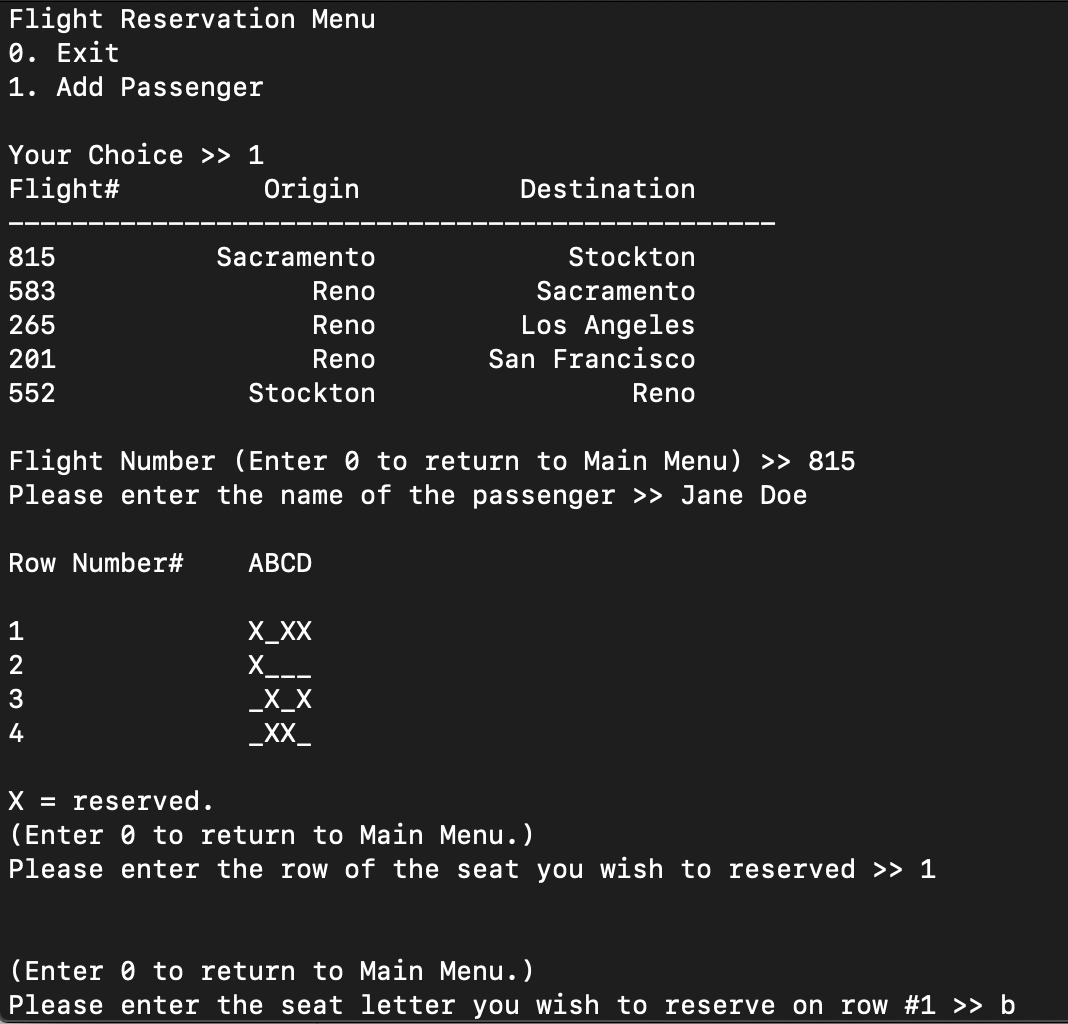 Flight Reservation Menu
0. Exit
1. Add Passenger
Your Choice >> 1
Flight#         Origin          Destination
------------------------------------------------
815          Sacramento            Stockton
583                Reno          Sacramento
265                Reno         Los Angeles
201                Reno       San Francisco
552            Stockton                Reno
Flight Number (Enter 0 to return to Main Menu) >> 815
Please enter the name of the passenger >> Jane Doe
Row Number#    ABCD
1              X_XX
2              X___
3              _X_X
4              _XX_
X = reserved.
(Enter 0 to return to Main Menu.)
Please enter the row of the seat you wish to reserved >> 1
(Enter 0 to return to Main Menu.)
Please enter the seat letter you wish to reserve on row #1 >> b